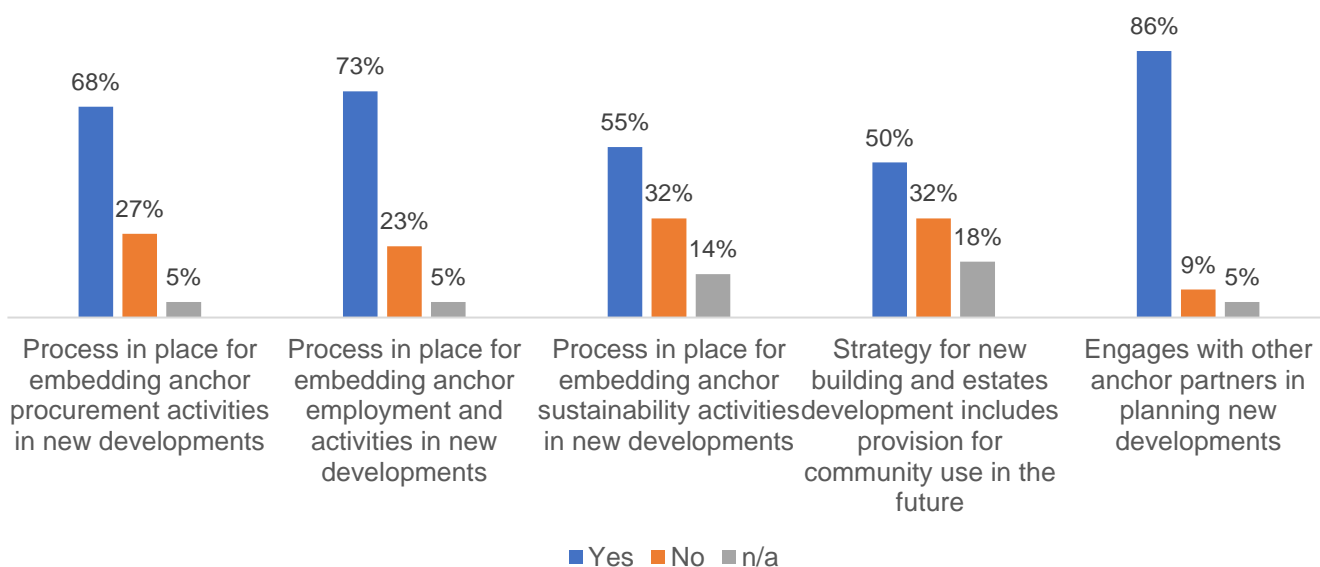 86%
73%
68%
55%
50%
32%
32%
27%
23%
18%
14%
9%
5%
5%
5%
Process in place for
embedding anchor
procurement activities
in new developments
Process in place for
embedding anchor
employment and
activities in new
developments
Process in place for
embedding anchor
sustainability activities
in new developments
Strategy for new
building and estates
development includes
provision for
community use in the
future
Engages with other
anchor partners in
planning new
developments
Yes No n/a